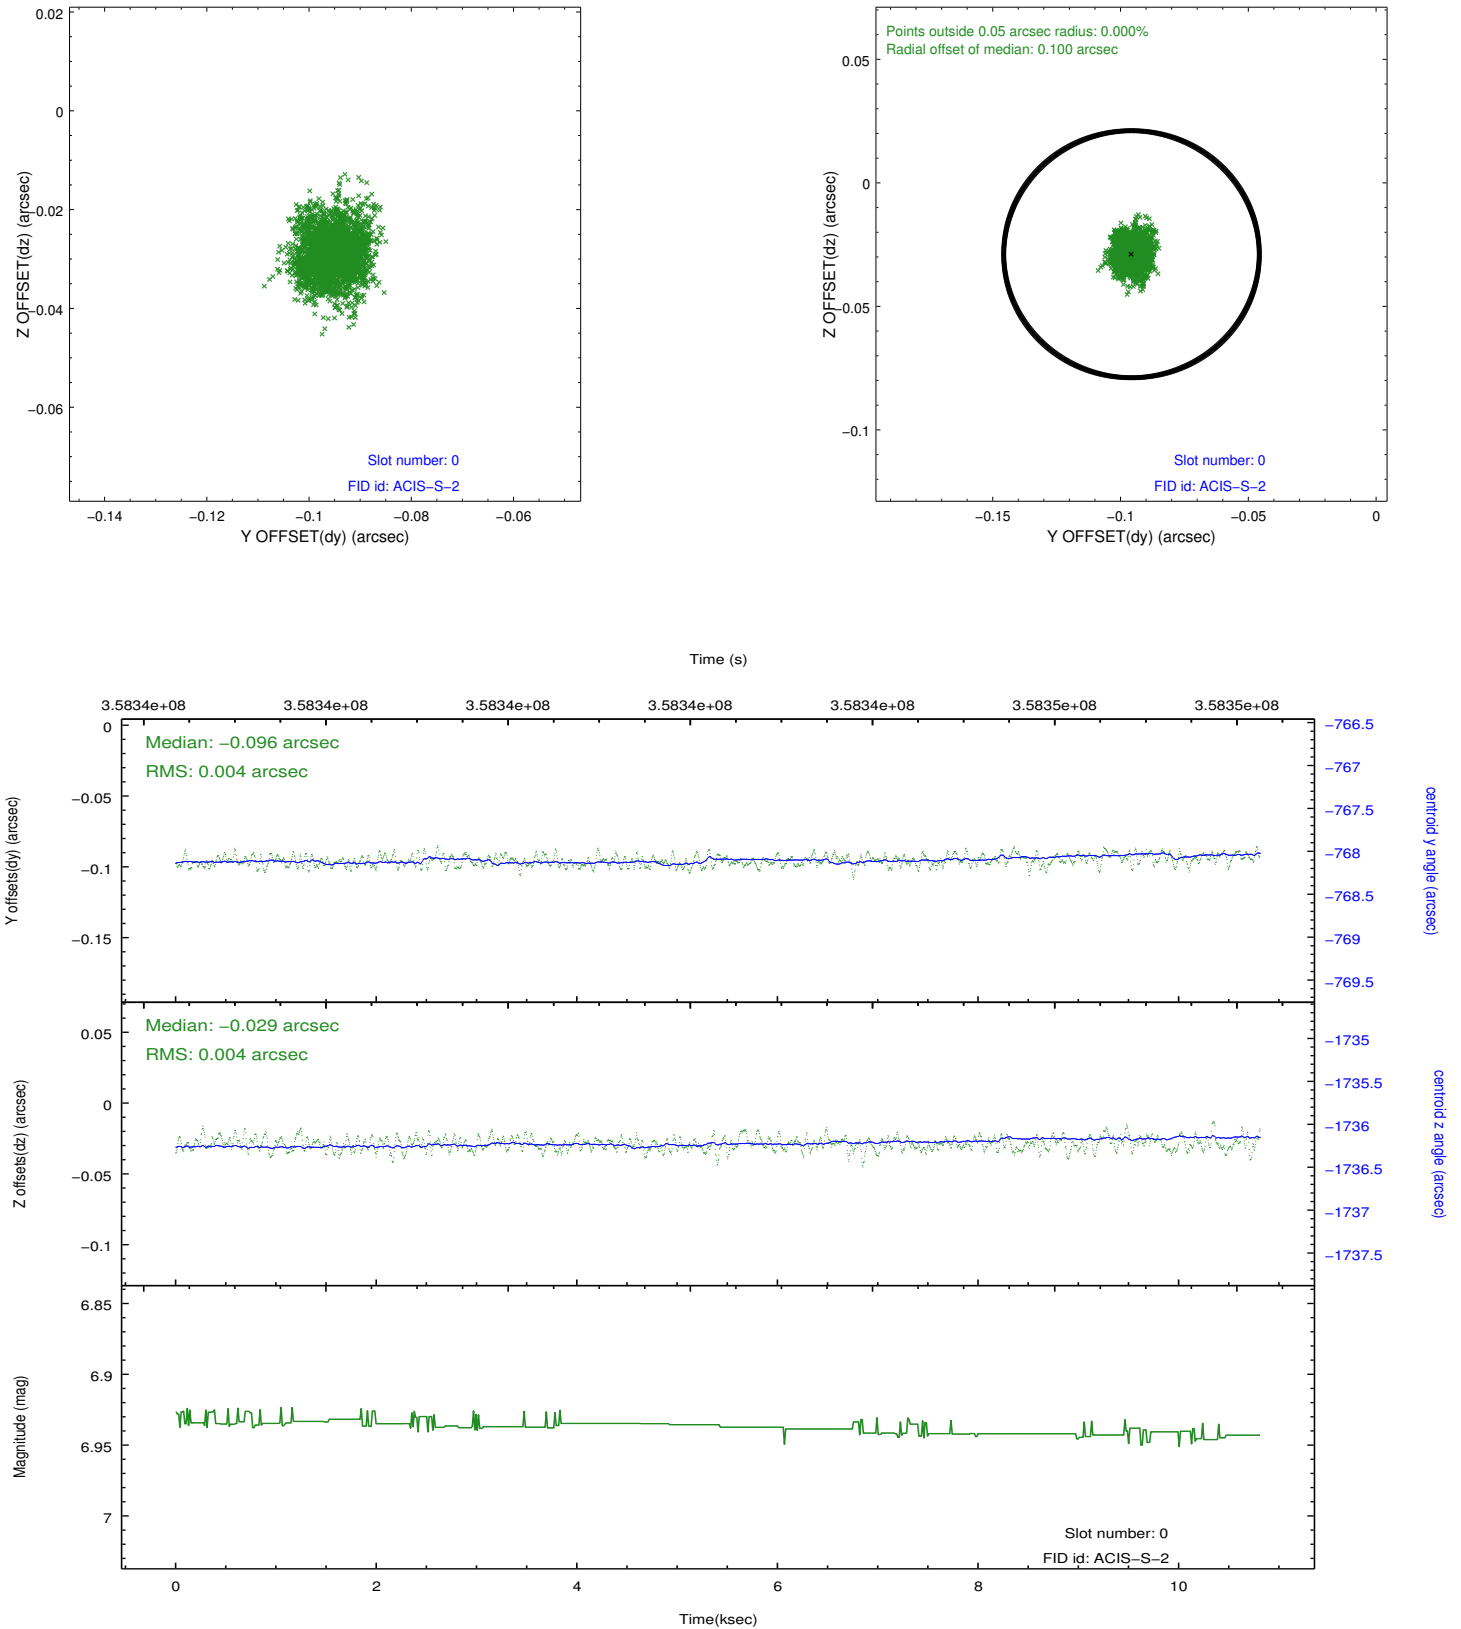 0.02
0
−0.02
−0.04
−0.06
Z OFFSET(dz) (arcsec)
Slot number: 0
FID id: ACIS−S−2
−0.14
−0.12
−0.1
−0.08
−0.06
Y OFFSET(dy) (arcsec)
Points outside 0.05 arcsec radius: 0.000%
Radial offset of median: 0.100 arcsec
0.05
0
−0.05
−0.1
Z OFFSET(dz) (arcsec)
Slot number: 0
FID id: ACIS−S−2
−0.15
−0.1
−0.05
0
Y OFFSET(dy) (arcsec)
Time (s)
3.5834e+08
3.5834e+08
3.5834e+08
3.5834e+08
3.5834e+08
3.5835e+08
3.5835e+08
Median: −0.096 arcsec
RMS: 0.004 arcsec
0
−0.05
−0.1
−0.15
Y offsets(dy) (arcsec)
−766.5
−767
−767.5
−768
−768.5
−769
−769.5
centroid y angle (arcsec)
Median: −0.029 arcsec
RMS: 0.004 arcsec
0.05
0
−0.05
−0.1
Z offsets(dz) (arcsec)
−1735
−1735.5
−1736
−1736.5
−1737
−1737.5
centroid z angle (arcsec)
6.85
6.9
6.95
7
Magnitude (mag)
Slot number: 0
FID id: ACIS−S−2
0
2
4
6
8
10
Time(ksec)